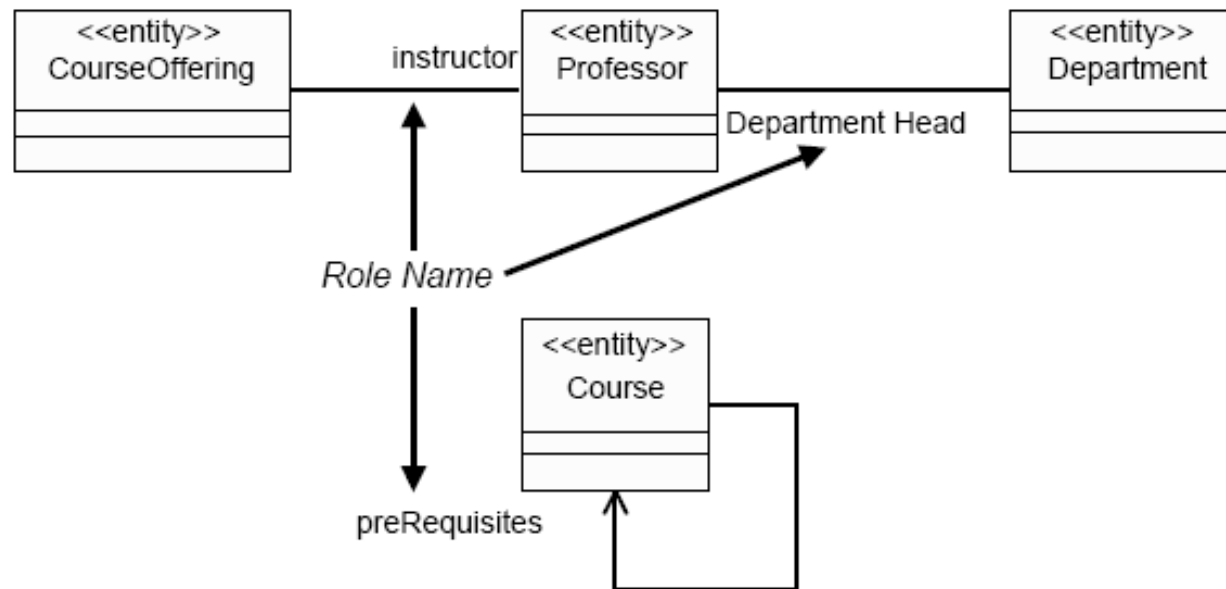 <<entity>>
CourseOffering
instructor
<<entity>>
Professor
<<entity>>
Department
Department Head
Role Name
<<entity>>
Course
preRequisites